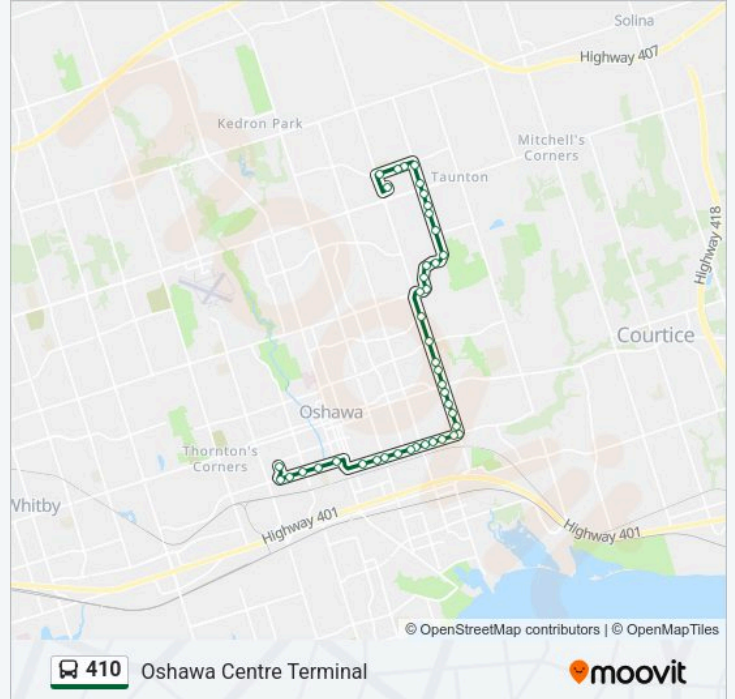 Solina
Highway 407
Kedron Park
Mitchell's
Corners
Taunton
Highway 418
Courtice
Oshawa
Thornton's
Corners
Whitby
Highway 401
Highway 401
© OpenStreetMap contributors | © OpenMapTiles
410 Oshawa Centre Terminal
moovit